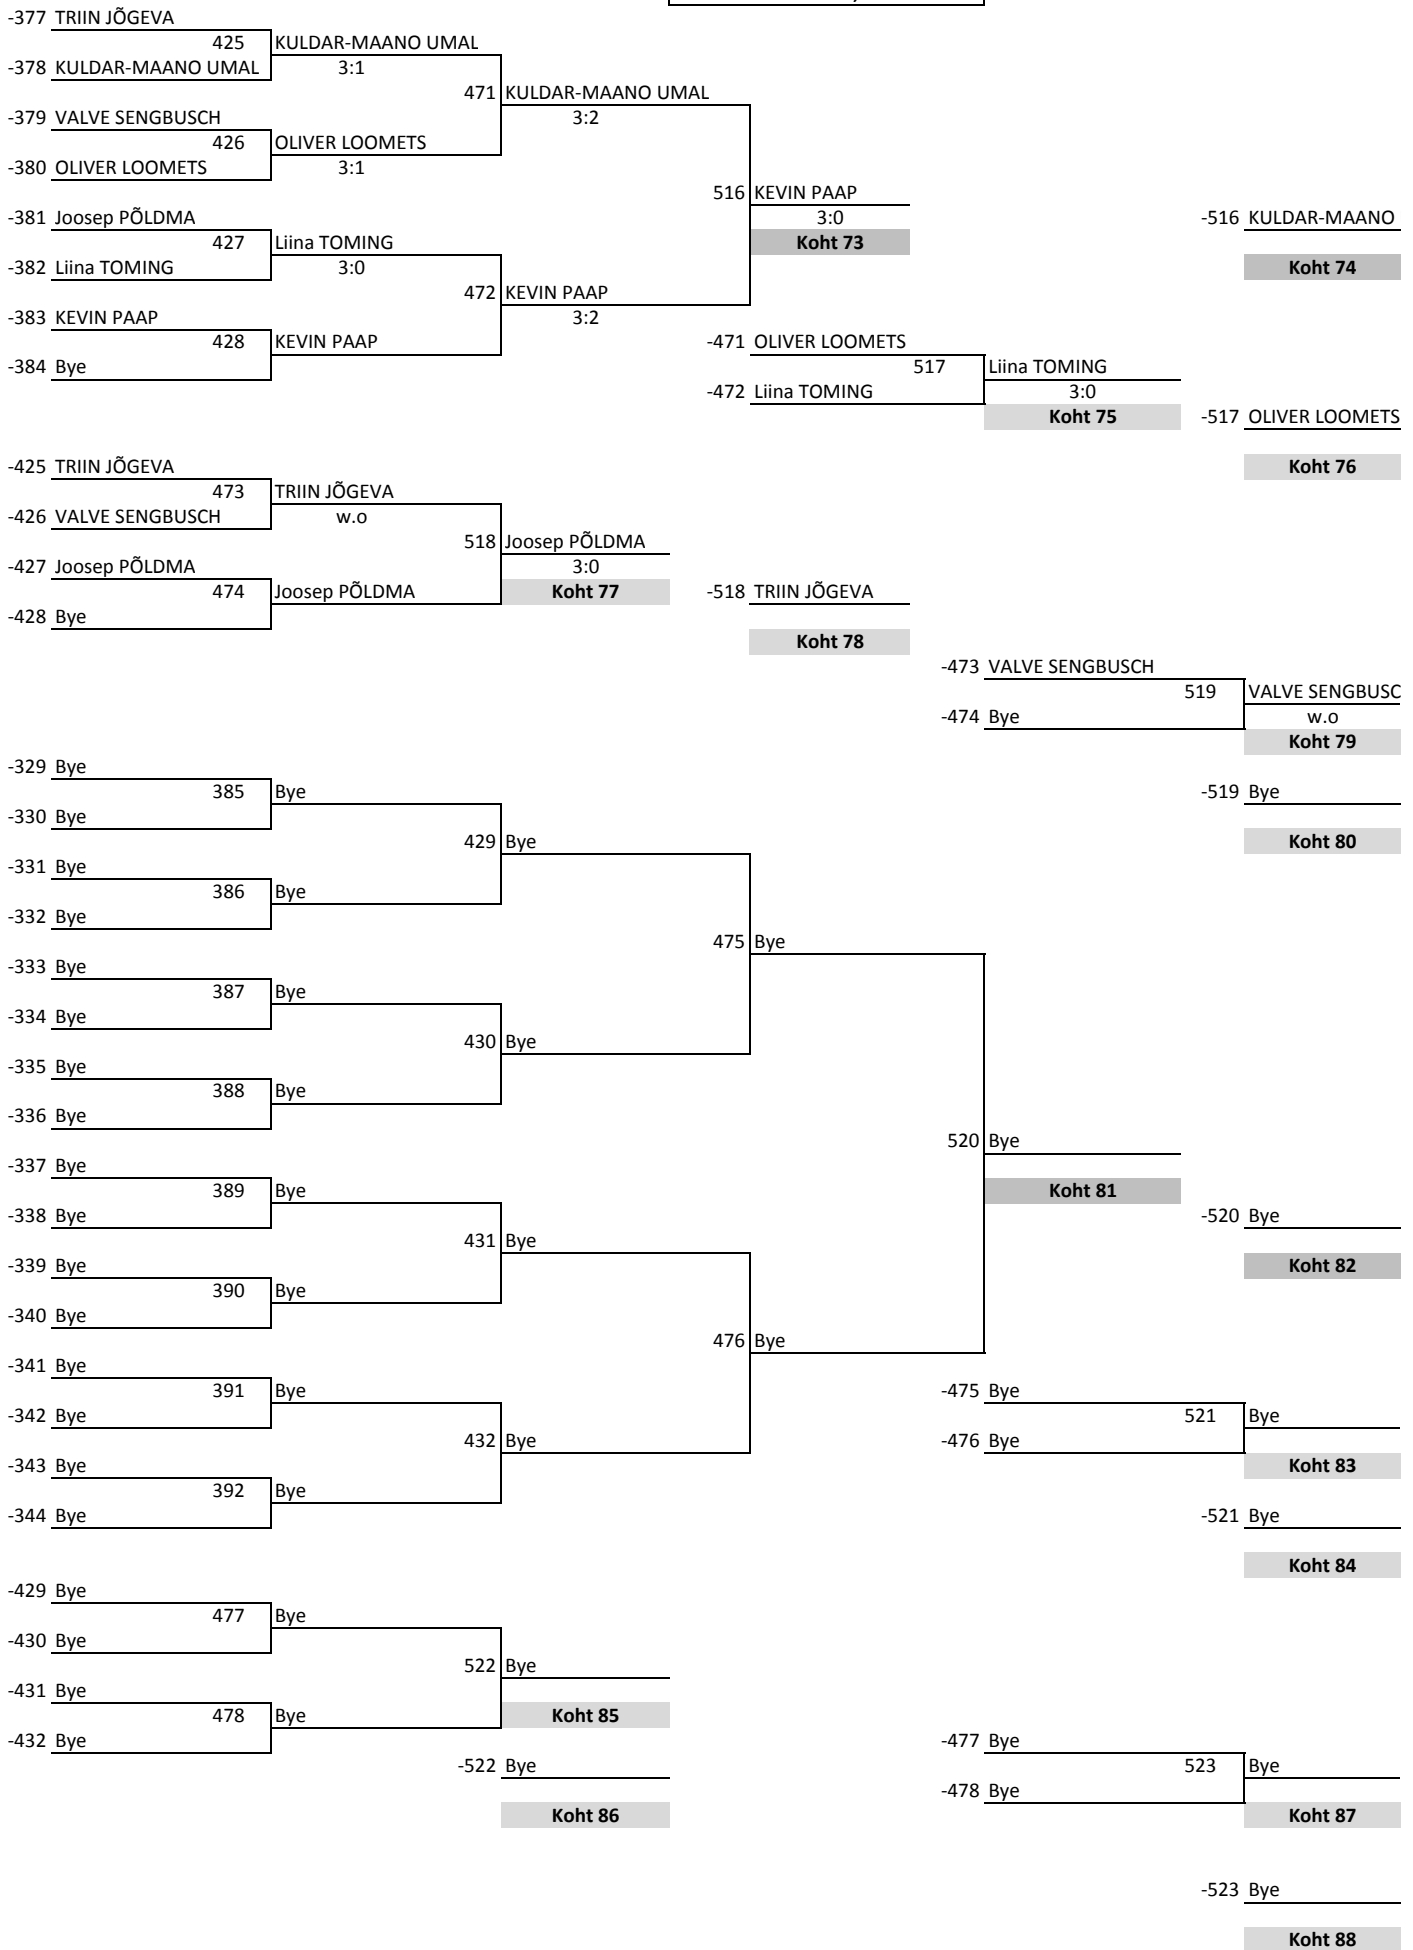 -377 TRIIN JÕGEVA
425 KULDAR-MAANO UMAL
-378 KULDAR-MAANO UMAL 3:1
471 KULDAR-MAANO UMAL
-379 VALVE SENGBUSCH 3:2
426 OLIVER LOOMETS
-380 OLIVER LOOMETS 3:1
516 KEVIN PAAP
-381 Joosep PÕLDMA 3:0 -516 KULDAR-MAANO
427 Liina TOMING Koht 73
-382 Liina TOMING 3:0 Koht 74
472 KEVIN PAAP
-383 KEVIN PAAP 3:2
428 KEVIN PAAP -471 OLIVER LOOMETS
-384 Bye 517 Liina TOMING
-472 Liina TOMING 3:0
Koht 75 -517 OLIVER LOOMETS
-425 TRIIN JÕGEVA Koht 76
473 TRIIN JÕGEVA
-426 VALVE SENGBUSCH w.o
518 Joosep PÕLDMA
-427 Joosep PÕLDMA 3:0
474 Joosep PÕLDMA Koht 77 -518 TRIIN JÕGEVA
-428 Bye
Koht 78
-473 VALVE SENGBUSCH
519 VALVE SENGBUSC
-474 Bye w.o
Koht 79
-329 Bye
385 Bye -519 Bye
-330 Bye
429 Bye Koht 80
-331 Bye
386 Bye
-332 Bye
475 Bye
-333 Bye
387 Bye
-334 Bye
430 Bye
-335 Bye
388 Bye
-336 Bye
520 Bye
-337 Bye
389 Bye Koht 81
-338 Bye -520 Bye
431 Bye
-339 Bye Koht 82
390 Bye
-340 Bye
476 Bye
-341 Bye
391 Bye -475 Bye
-342 Bye 521 Bye
432 Bye -476 Bye
-343 Bye Koht 83
392 Bye
-344 Bye -521 Bye
Koht 84
-429 Bye
477 Bye
-430 Bye
522 Bye
-431 Bye
478 Bye Koht 85
-432 Bye -477 Bye
-522 Bye 523 Bye
-478 Bye
Koht 86 Koht 87
-523 Bye
Koht 88